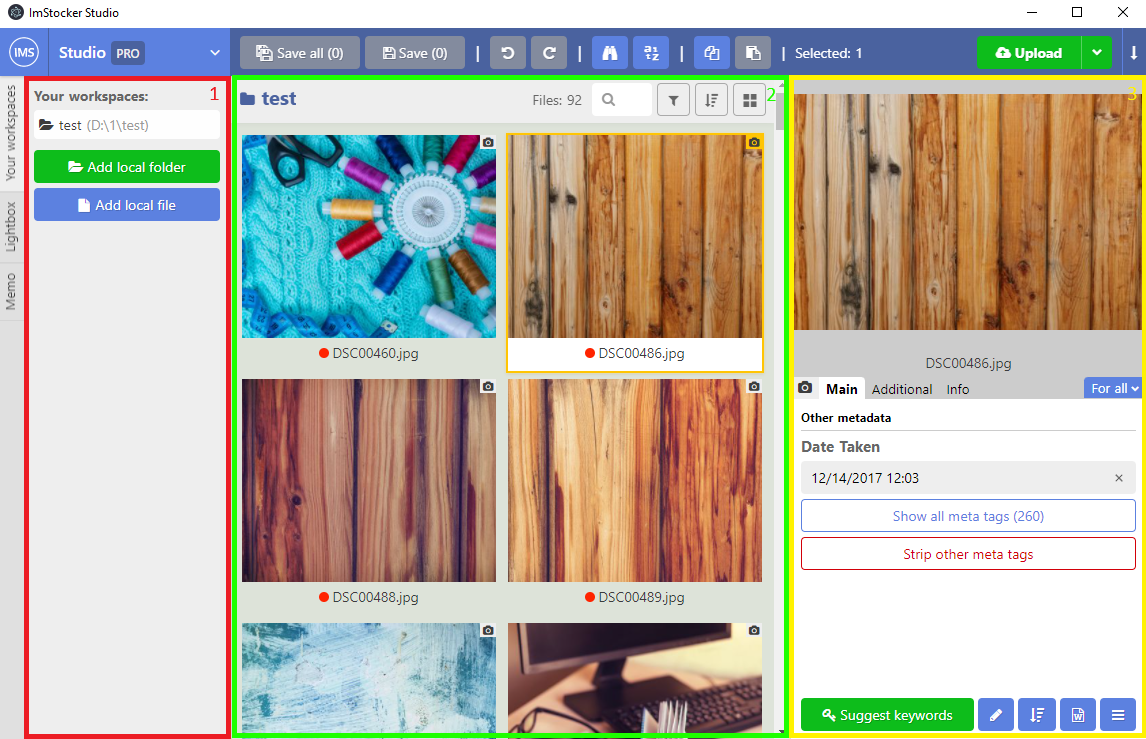 ImStocker Studio
IMS Studio PRO Save all (0) Save (0) Selected: 1 Upload
Your workspaces
Lightbox
Memo
Your workspaces: 1
test (D:\1\test)
Add local folder
Add local file
test Files: 92 2
DSC00460.jpg DSC00486.jpg
DSC00488.jpg DSC00489.jpg
3
DSC00486.jpg
Main Additional Info For all
Other metadata
Date Taken
12/14/2017 12:03
Show all meta tags (260)
Strip other meta tags
Suggest keywords